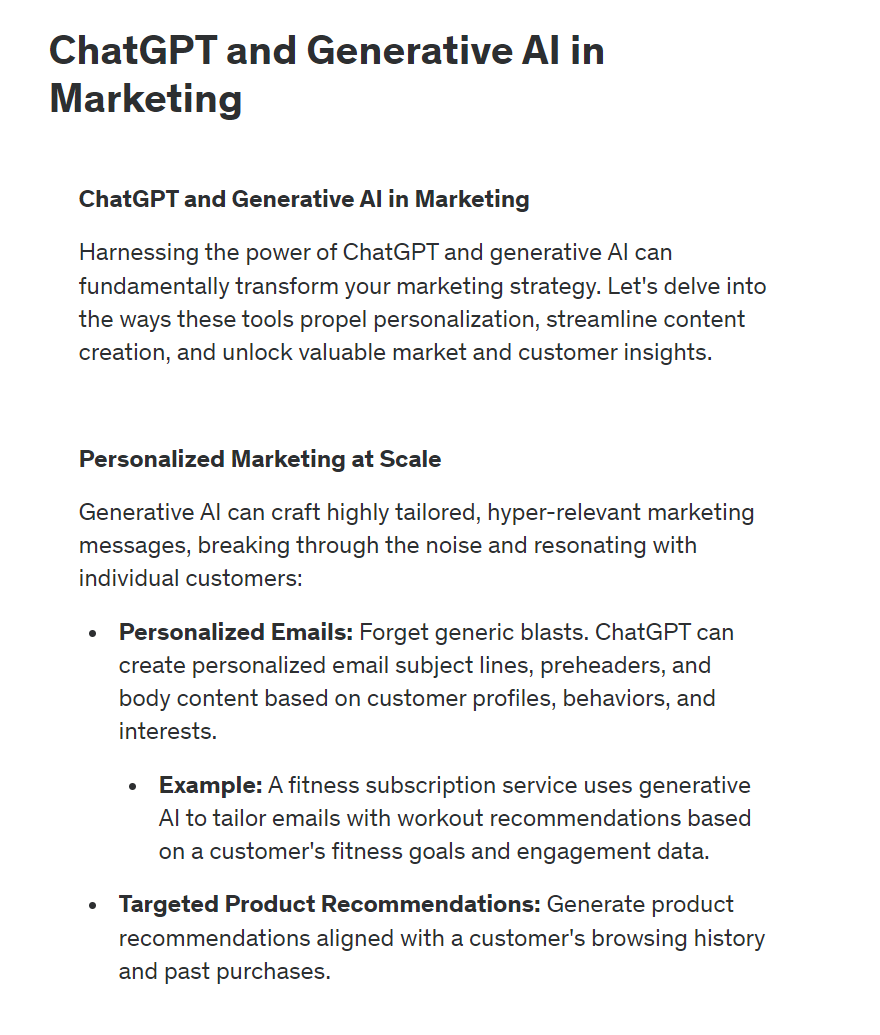 ChatGPT and Generative AI in
Marketing
ChatGPT and Generative AI in Marketing
Harnessing the power of ChatGPT and generative AI can
fundamentally transform your marketing strategy. Let's delve into
the ways these tools propel personalization, streamline content
creation, and unlock valuable market and customer insights.
Personalized Marketing at Scale
Generative AI can craft highly tailored, hyper-relevant marketing
messages, breaking through the noise and resonating with
individual customers:
• Personalized Emails: Forget generic blasts. ChatGPT can
create personalized email subject lines, preheaders, and
body content based on customer profiles, behaviors, and
interests.
• Example: A fitness subscription service uses generative
AI to tailor emails with workout recommendations based
on a customer's fitness goals and engagement data.
• Targeted Product Recommendations: Generate product
recommendations aligned with a customer's browsing history
and past purchases.